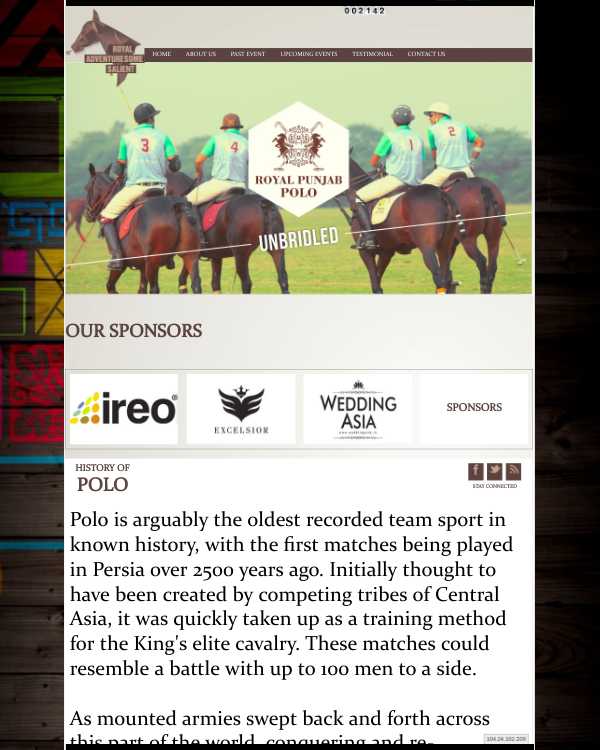 002142
ROYAL
ADVENTURESOME
SALIENT
HOME ABOUT US PAST EVENT UPCOMING EVENTS TESTIMONIAL CONTACT US
3
4
1
2
ROYAL PUNJAB
POLO
UNBRIDLED
OUR SPONSORS
ireo®
EXCELSIOR
WEDDING
ASIA
SPONSORS
HISTORY OF
POLO
STAY CONNECTED
Polo is arguably the oldest recorded team sport in
known history, with the first matches being played
in Persia over 2500 years ago. Initially thought to
have been created by competing tribes of Central
Asia, it was quickly taken up as a training method
for the King's elite cavalry. These matches could
resemble a battle with up to 100 men to a side.
As mounted armies swept back and forth across
this part of the world, conquering and re-